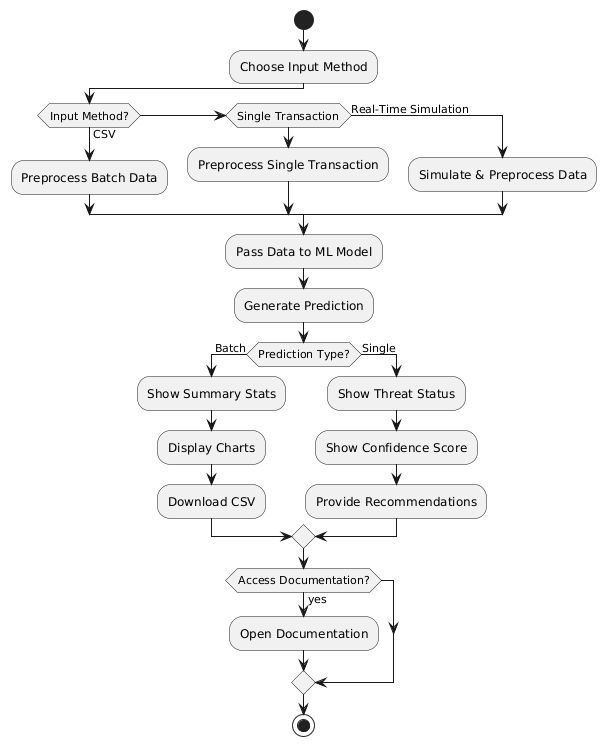 Choose Input Method
Input Method?
CSV
Single Transaction
Real-Time Simulation
Preprocess Batch Data
Preprocess Single Transaction
Simulate & Preprocess Data
Pass Data to ML Model
Generate Prediction
Batch
Prediction Type?
Single
Show Summary Stats
Show Threat Status
Display Charts
Show Confidence Score
Download CSV
Provide Recommendations
Access Documentation?
yes
Open Documentation